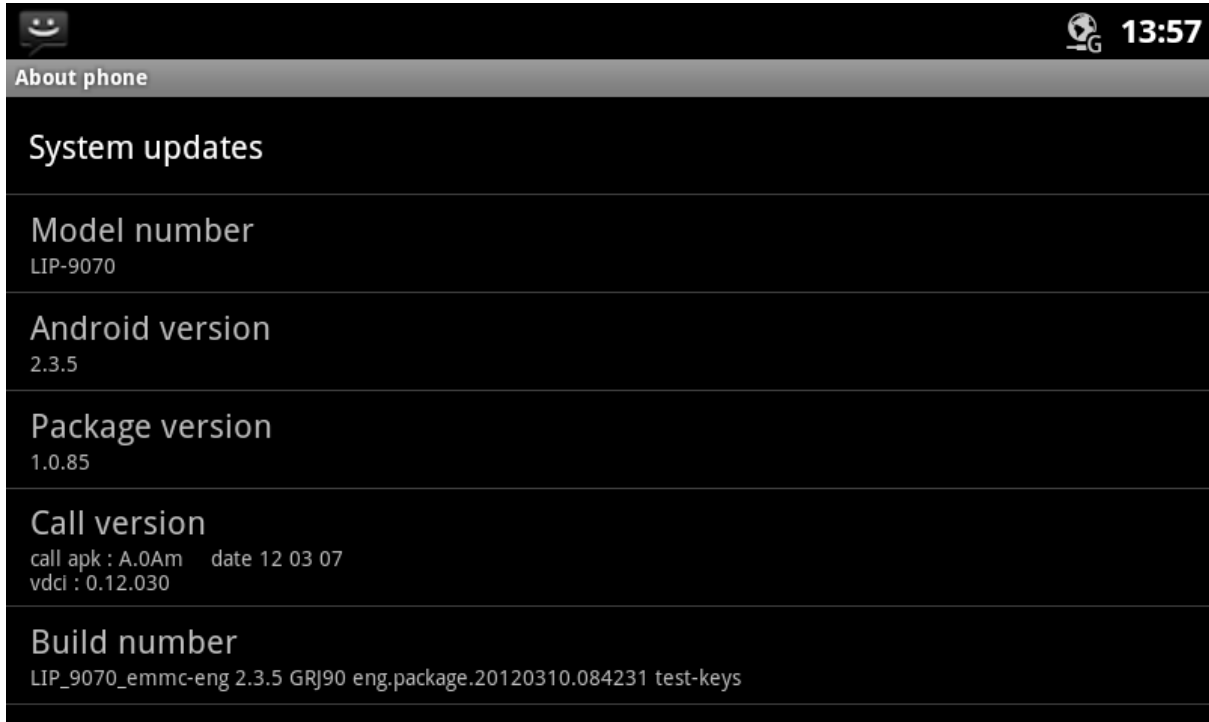 G 13:57
About phone
System updates
Model number
LIP-9070
Android version
2.3.5
Package version
1.0.85
Call version
call apk : A.0Am date 12 03 07
vdci : 0.12.030
Build number
LIP_9070_emmc-eng 2.3.5 GRJ90 eng.package.20120310.084231 test-keys